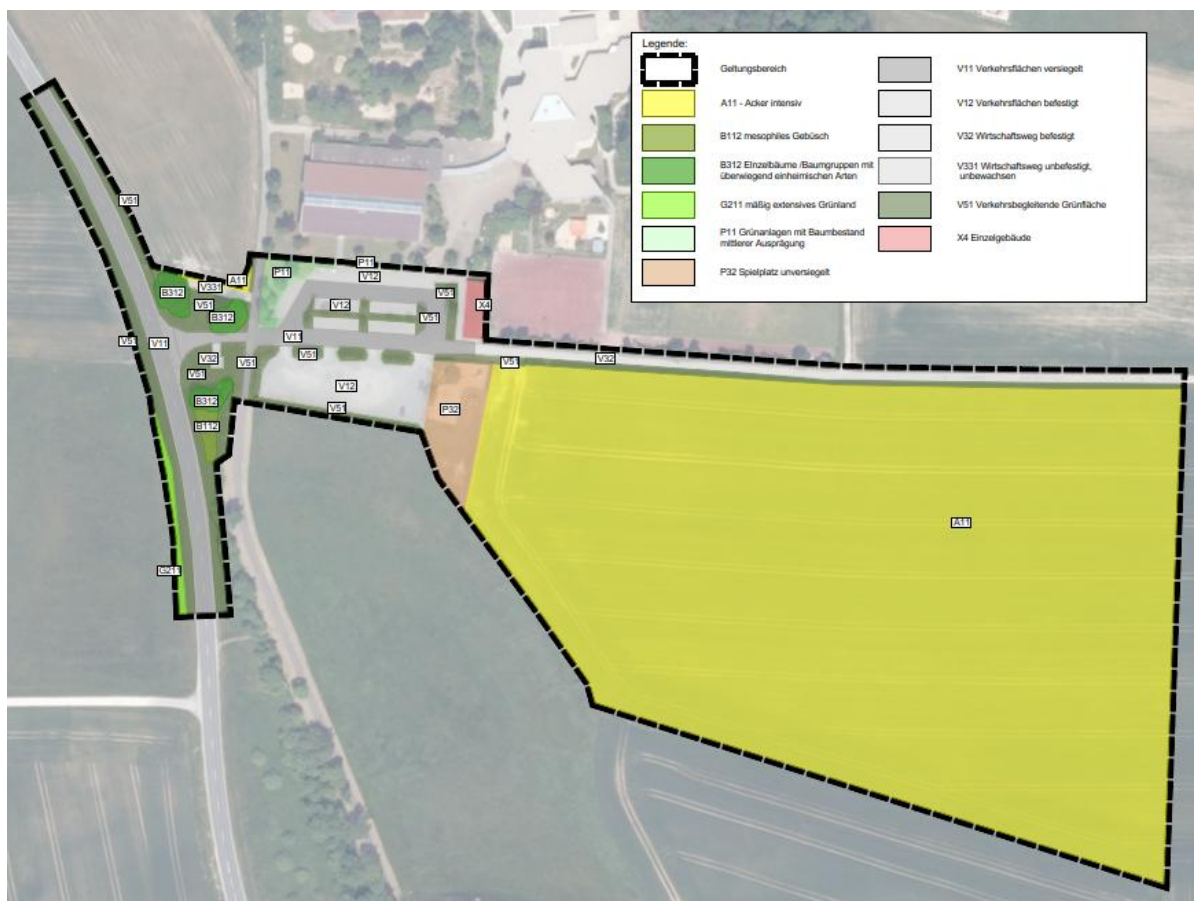 Legende:
Geltungsbereich
A11 - Acker intensiv
B112 mesophiles Gebüsch
B312 Einzelbäume /Baumgruppen mit
überwiegend einheimischen Arten
G211 mäßig extensives Grünland
P11 Grünanlagen mit Baumbestand
mittlerer Ausprägung
P32 Spielplatz unversiegelt
V11 Verkehrsflächen versiegelt
V12 Verkehrsflächen befestigt
V32 Wirtschaftsweg befestigt
V331 Wirtschaftsweg unbefestigt,
unbewachsen
V51 Verkehrsbegleitende Grünfläche
X4 Einzelgebäude
V51
P11
P11
V12
A11
V331
B312
V51
V51
V12
X4
B312
V51
V11
V51
V11
V51
V32
V51
V51
V32
V51
V12
B312
V51
P32
B112
A11
G211